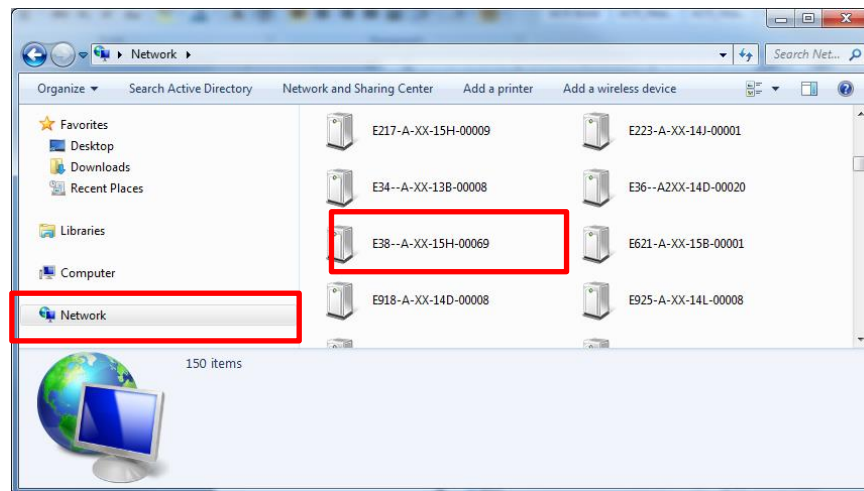 Network
Search Net...
Organize
Search Active Directory
Network and Sharing Center
Add a printer
Add a wireless device
Favorites
Desktop
Downloads
Recent Places
Libraries
Computer
Network
E217-A-XX-15H-00009
E223-A-XX-14J-00001
E34--A-XX-13B-00008
E36--A2XX-14D-00020
E38--A-XX-15H-00069
E621-A-XX-15B-00001
E918-A-XX-14D-00008
E925-A-XX-14L-00008
150 items